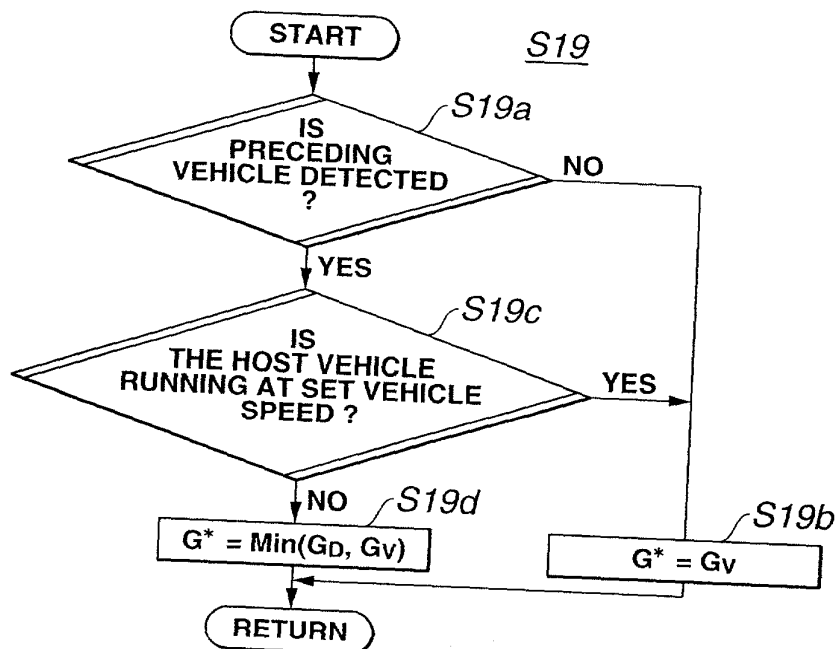 START
S19
S19a
IS
PRECEDING
VEHICLE DETECTED
?
NO
YES
S19c
IS
THE HOST VEHICLE
RUNNING AT SET VEHICLE
SPEED ?
YES
NO
S19d
G* = Min(GD, GV)
S19b
G* = GV
RETURN